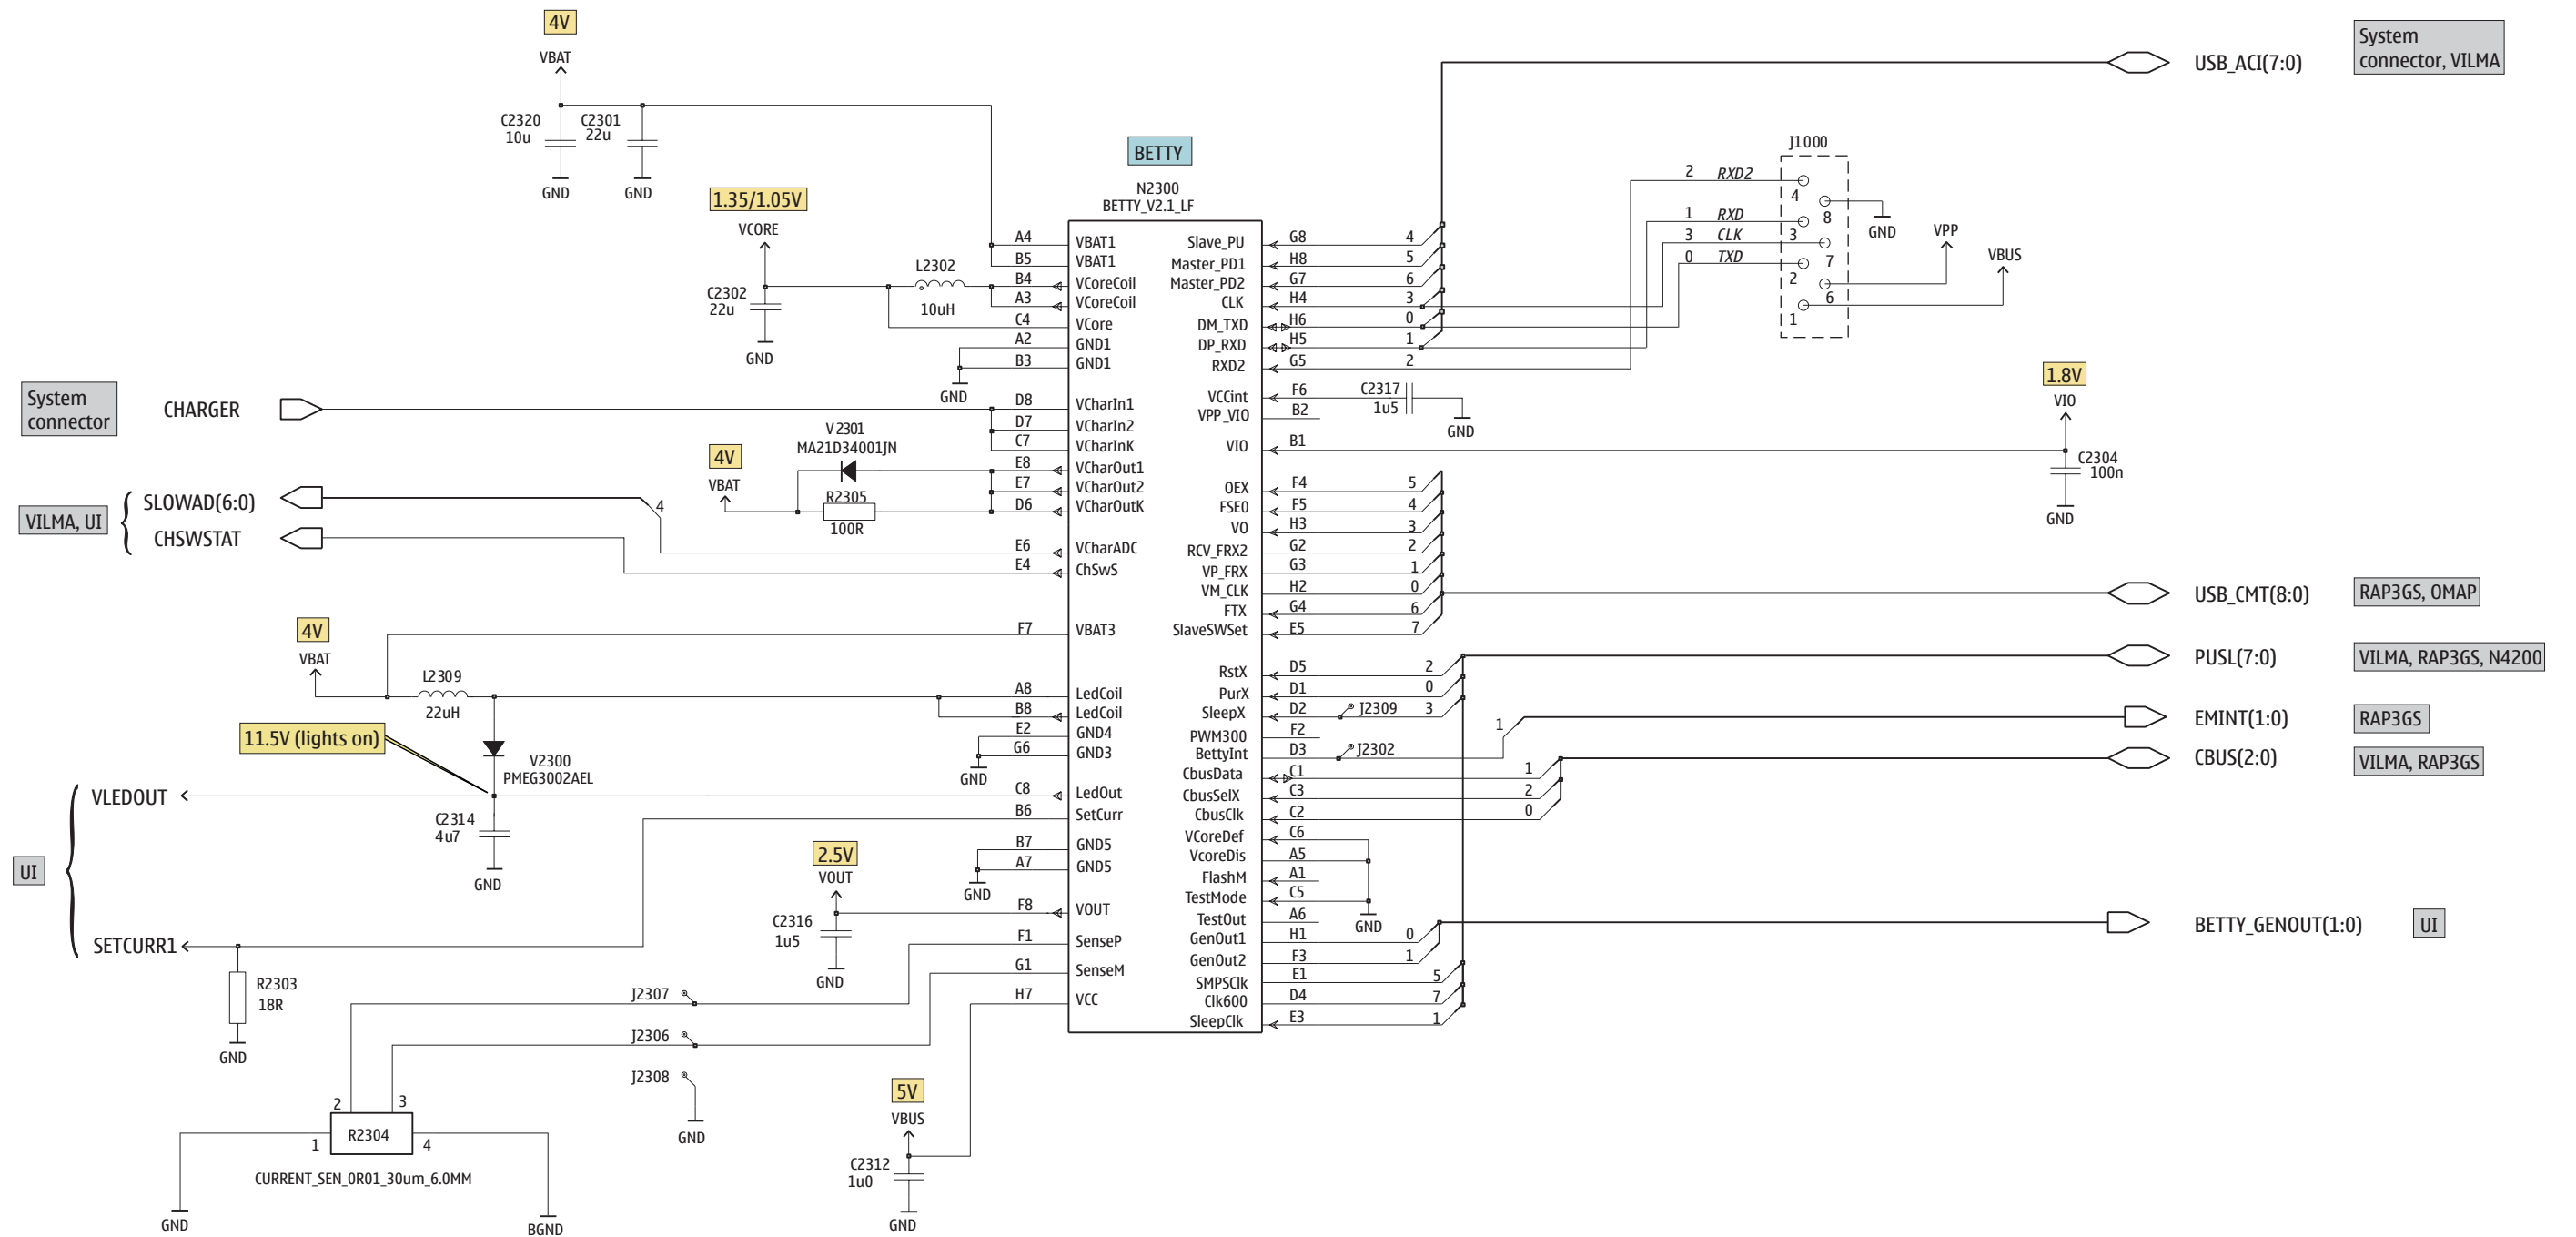 4V
VBAT
C2320
10u
C2301
22u
GND
GND
1.35/1.05V
VCORE
C2302
22u
GND
L2302
10uH
GND
BETTY
N2300
BETTY_V2.1_LF
A4 VBAT1
B5 VBAT1
B4 VCoreCoil
A3 VCoreCoil
C4 VCore
A2 GND1
B3 GND1
D8 VCharIn1
D7 VCharIn2
C7 VCharInK
E8 VCharOut1
E7 VCharOut2
D6 VCharOutK
E6 VCharADC
E4 ChSwS
F7 VBAT3
A8 LedCoil
B8 LedCoil
E2 GND4
G6 GND3
C8 LedOut
B6 SetCurr
B7 GND5
A7 GND5
F8 VOUT
F1 SenseP
G1 SenseM
H7 VCC
Slave_PU G8 4
Master_PD1 H8 5
Master_PD2 G7 6
CLK H4 3
DM_TXD H6 0
DP_RXD H5 1
RXD2 G5 2
VCCint F6
VPP_VIO B2
VIO B1
OEX F4 5
FSE0 F5 4
VO H3 3
RCV_FRX2 G2 2
VP_FRX G3 1
VM_CLK H2 0
FTX G4 6
SlaveSWSet E5 7
RstX D5 2
PurX D1 0
SleepX D2 J2309 3
PWM300 F2
BettyInt D3 J2302 1
CbusData C1 1
CbusSelX C3 2
CbusClk C2 0
VCoreDef C6
VcoreDis A5
FlashM A1
TestMode C5
TestOut A6
GenOut1 H1 0
GenOut2 F3 1
SMPSClk E1 5
Clk600 D4 7
SleepClk E3 1
GND
System
connector
CHARGER
VILMA, UI
SLOWAD(6:0)
4
CHSWSTAT
V2301
MA21D34001JN
4V
VBAT
R2305
100R
4V
VBAT
L2309
22uH
11.5V (lights on)
V2300
PMEG3002AEL
GND
UI
VLEDOUT
C2314
4u7
GND
SETCURR1
R2303
18R
GND
GND
2.5V
VOUT
C2316
1u5
GND
J2307
J2306
J2308
GND
2 3
1 R2304 4
CURRENT_SEN_0R01_30um_6.0MM
GND
BGND
5V
VBUS
C2312
1u0
GND
USB_ACI(7:0)
System
connector, VILMA
J1000
2 RXD2
1 RXD
3 CLK
0 TXD
4
8
3
7
2
6
1
GND
VPP
VBUS
C2317
1u5
GND
1.8V
VIO
C2304
100n
GND
USB_CMT(8:0)
RAP3GS, OMAP
PUSL(7:0)
VILMA, RAP3GS, N4200
EMINT(1:0)
RAP3GS
CBUS(2:0)
VILMA, RAP3GS
BETTY_GENOUT(1:0)
UI